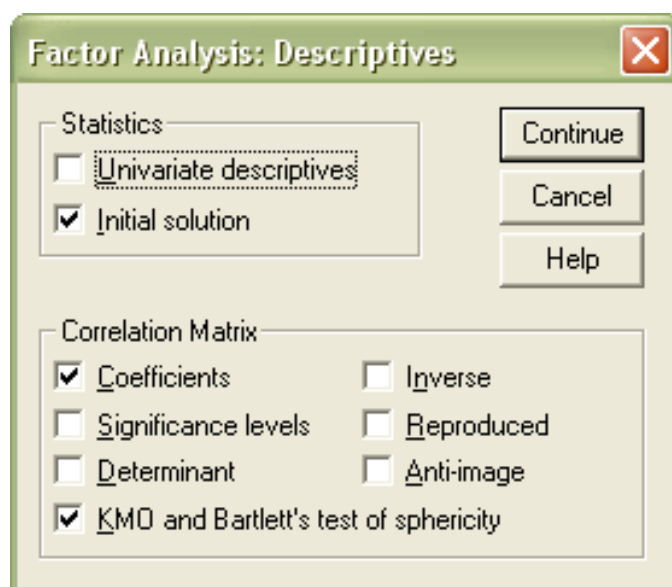 Factor Analysis: Descriptives
Statistics
Univariate descriptives
Initial solution
Continue
Cancel
Help
Correlation Matrix
Coefficients
Inverse
Significance levels
Reproduced
Determinant
Anti-image
KMO and Bartlett's test of sphericity